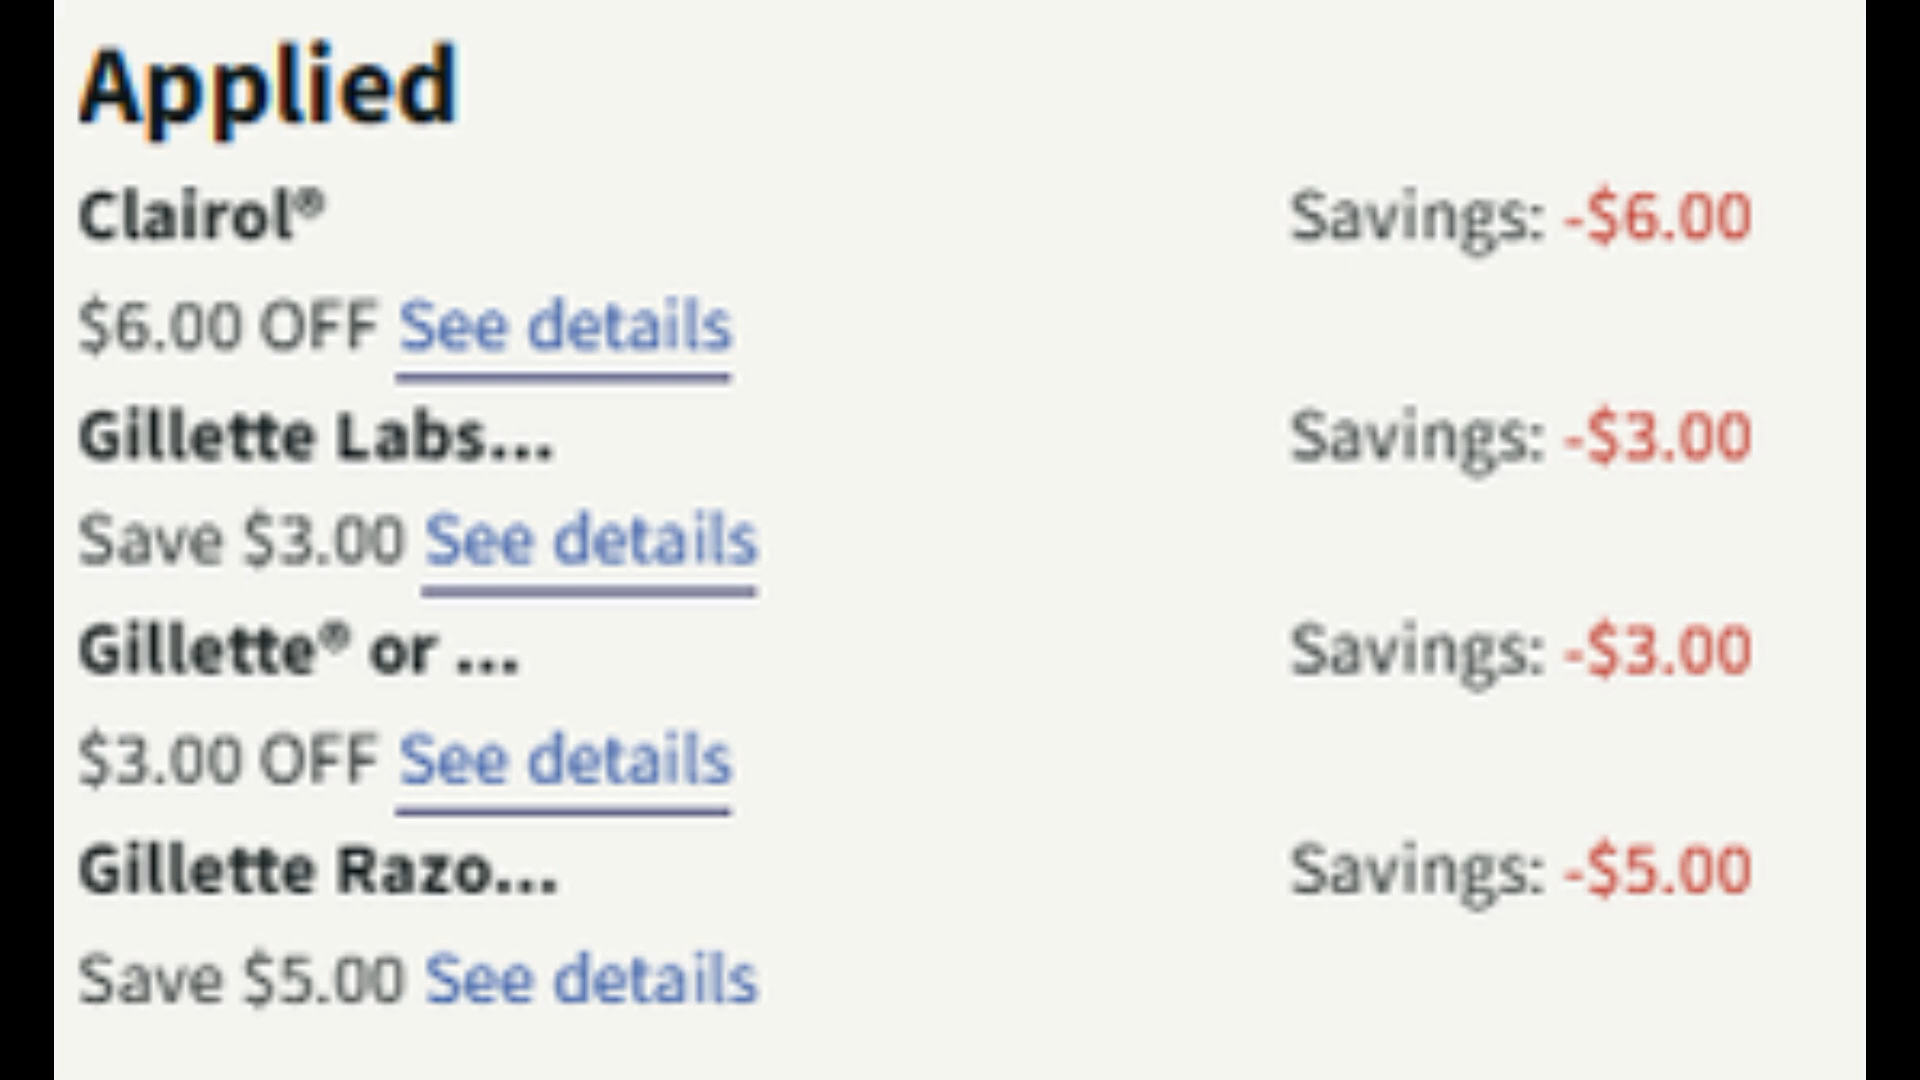 Applied
Clairol® Savings: -$6.00
$6.00 OFF See details
Gillette Labs... Savings: -$3.00
Save $3.00 See details
Gillette® or ... Savings: -$3.00
$3.00 OFF See details
Gillette Razo... Savings: -$5.00
Save $5.00 See details